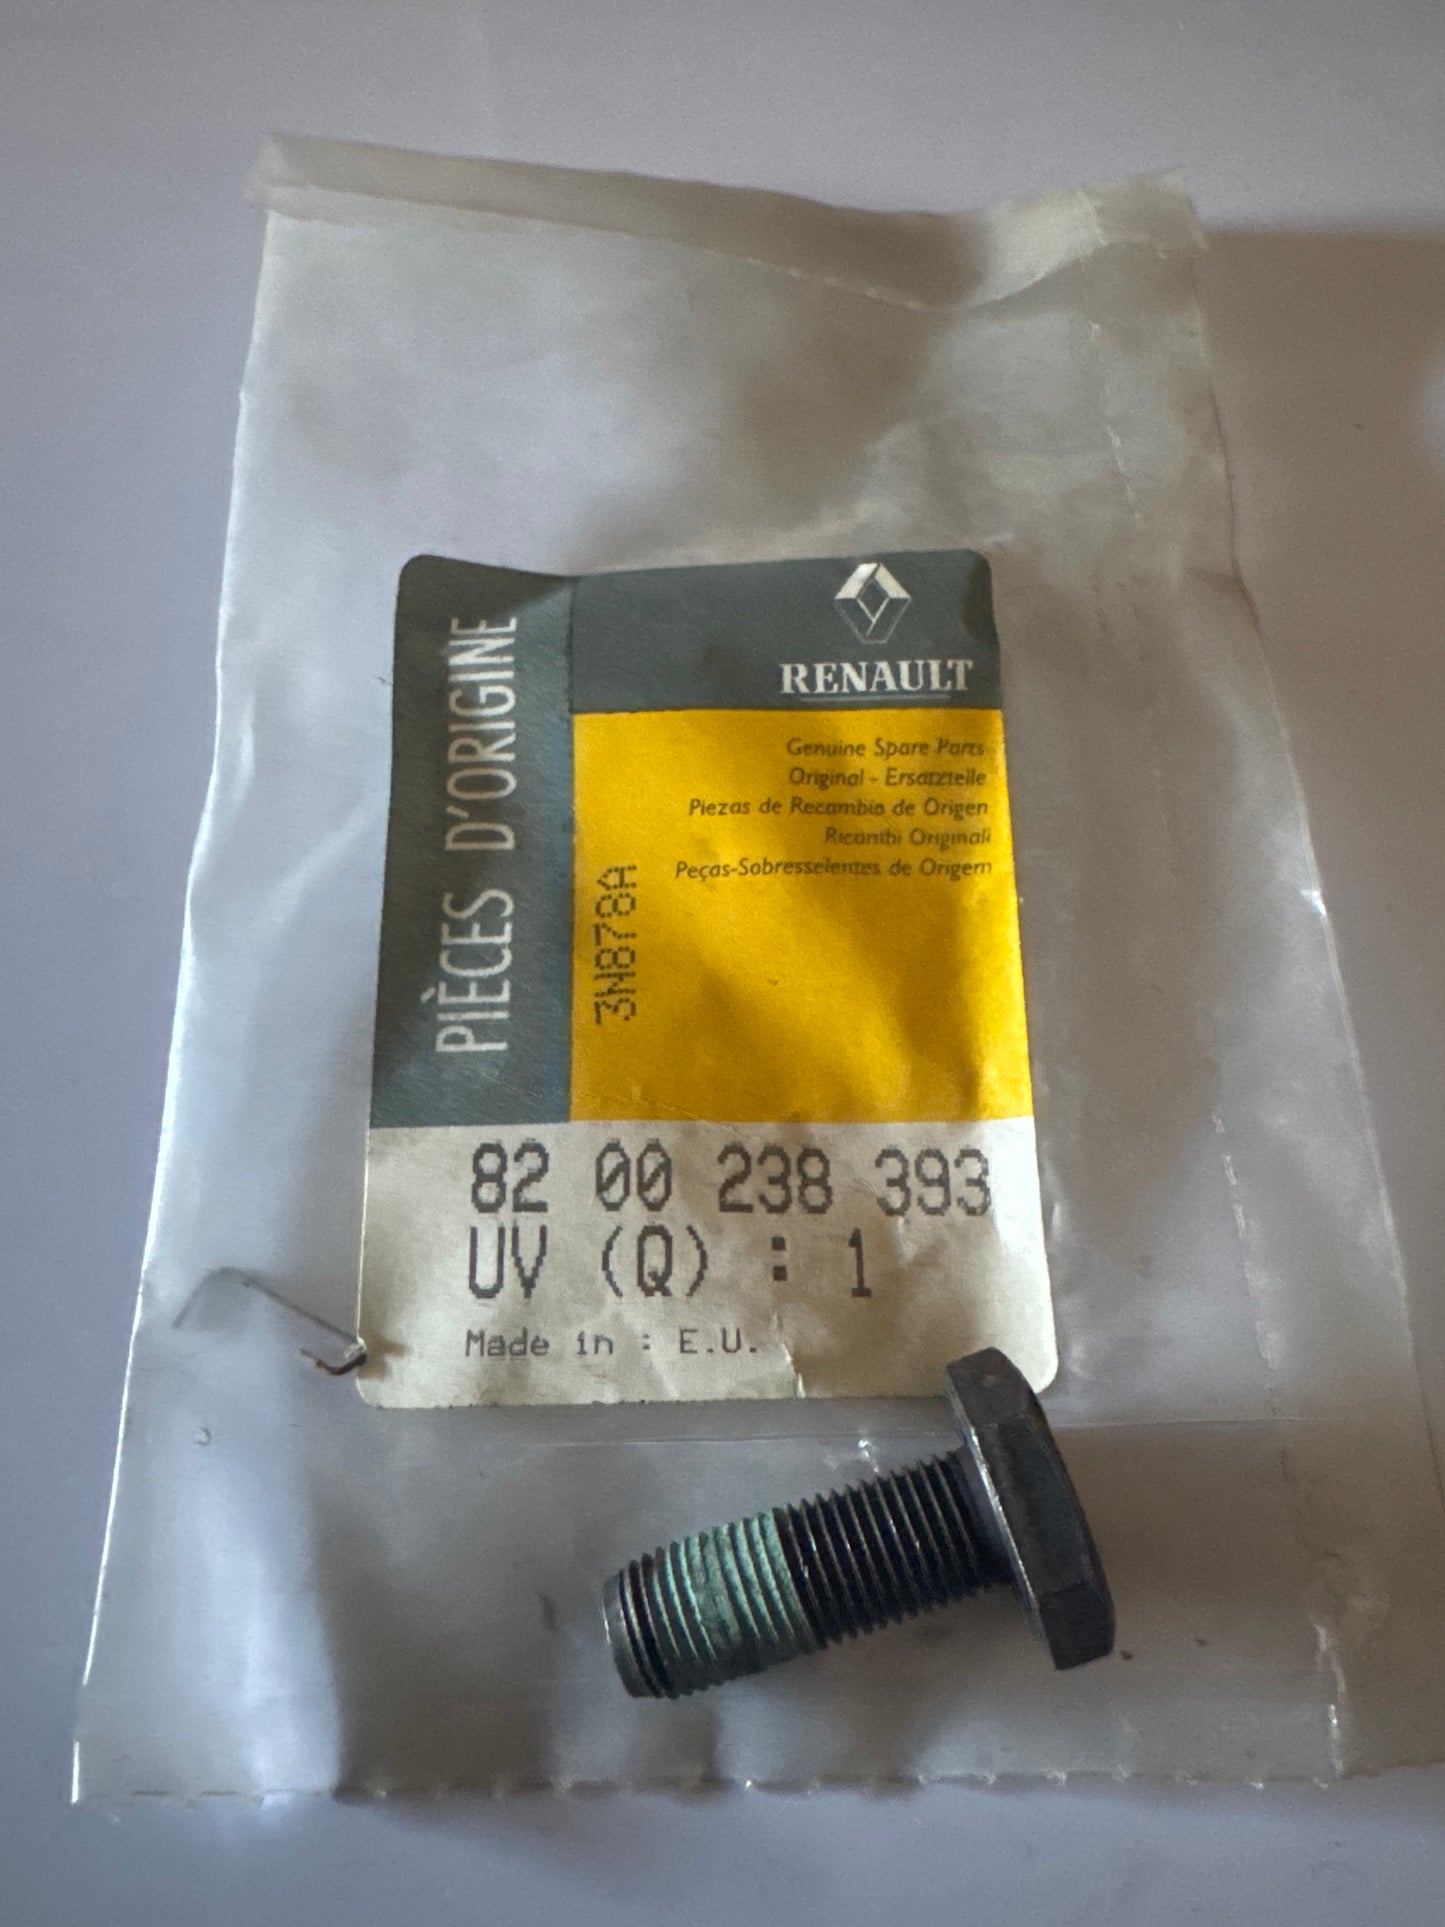 PIÈCES D'ORIGINE
RENAULT
Genuine Spare Parts
Original - Ersatzteile
Piezas de Recambio de Origen
Ricambi Originali
Peças-Sobresselentes de Origem
3W878A
82 00 238 393
UV (Q) : 1
Made in : E.U.